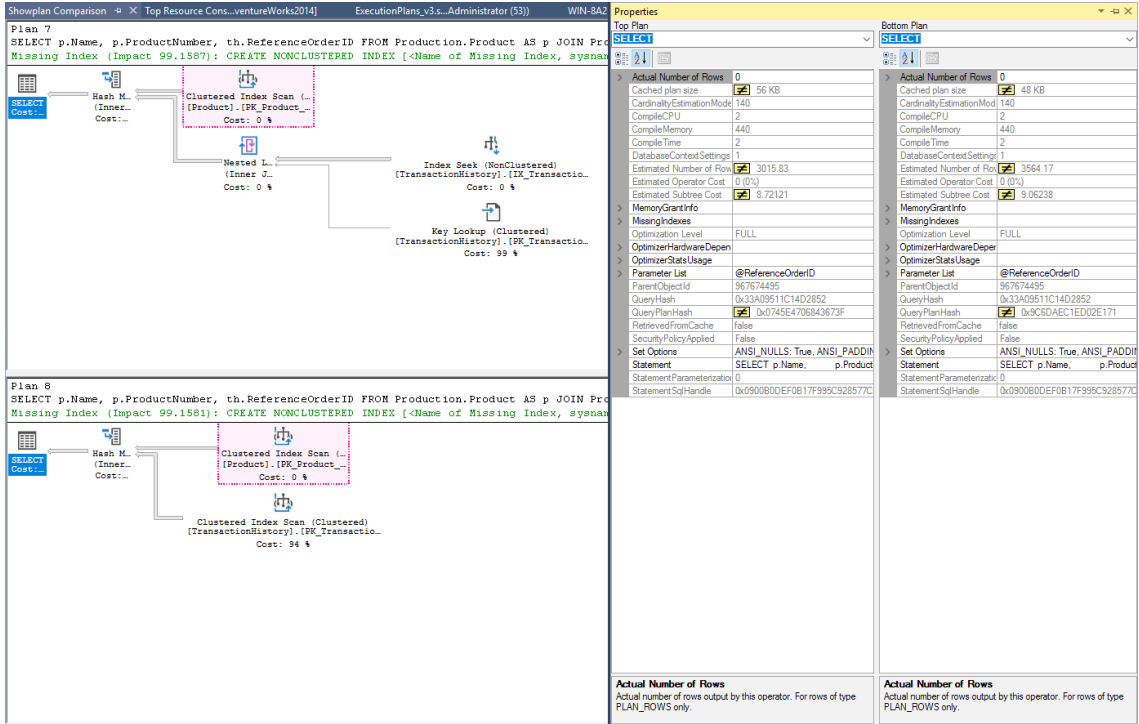 Showplan Comparison
Top Resource Cons...ventureWorks2014]
ExecutionPlans_v3.s...Administrator (53))
WIN-8A2
Plan 7
SELECT p.Name, p.ProductNumber, th.ReferenceOrderID FROM Production.Product AS p JOIN Pro
Missing Index (Impact 99.1587): CREATE NONCLUSTERED INDEX [<Name of Missing Index, sysnam
SELECT
Cost:…
Hash M…
(Inner…
Cost:…
Clustered Index Scan (…
[Product].[PK_Product_…
Cost: 0 %
Nested L…
(Inner J…
Cost: 0 %
Index Seek (NonClustered)
[TransactionHistory].[IX_Transactio…
Cost: 0 %
Key Lookup (Clustered)
[TransactionHistory].[PK_Transactio…
Cost: 99 %
Plan 8
SELECT p.Name, p.ProductNumber, th.ReferenceOrderID FROM Production.Product AS p JOIN Pro
Missing Index (Impact 99.1581): CREATE NONCLUSTERED INDEX [<Name of Missing Index, sysnam
SELECT
Cost:…
Hash M…
(Inner…
Cost:…
Clustered Index Scan (…
[Product].[PK_Product_…
Cost: 0 %
Clustered Index Scan (Clustered)
[TransactionHistory].[PK_Transactio…
Cost: 94 %
Properties
Top Plan
SELECT
Actual Number of Rows 0
Cached plan size 56 KB
CardinalityEstimationMode 140
CompileCPU 2
CompileMemory 440
CompileTime 2
DatabaseContextSettings 1
Estimated Number of Row 3015.83
Estimated Operator Cost 0 (0%)
Estimated Subtree Cost 8.72121
MemoryGrantInfo
MissingIndexes
Optimization Level FULL
OptimizerHardwareDepen
OptimizerStatsUsage
Parameter List @ReferenceOrderID
ParentObjectId 967674495
QueryHash 0x33A09511C14D2852
QueryPlanHash 0x0745E4706843673F
RetrievedFromCache false
SecurityPolicyApplied False
Set Options ANSI_NULLS: True, ANSI_PADDIN
Statement SELECT p.Name, p.Product
StatementParameterizatio 0
StatementSqlHandle 0x0900B0DEF0B17F995C928577C
Actual Number of Rows
Actual number of rows output by this operator. For rows of type
PLAN_ROWS only.
Bottom Plan
SELECT
Actual Number of Rows 0
Cached plan size 48 KB
CardinalityEstimationMod 140
CompileCPU 2
CompileMemory 440
CompileTime 2
DatabaseContextSettings 1
Estimated Number of Rov 3564.17
Estimated Operator Cost 0 (0%)
Estimated Subtree Cost 9.06238
MemoryGrantInfo
MissingIndexes
Optimization Level FULL
OptimizerHardwareDeper
OptimizerStatsUsage
Parameter List @ReferenceOrderID
ParentObjectId 967674495
QueryHash 0x33A09511C14D2852
QueryPlanHash 0x9C6DAEC1ED02E171
RetrievedFromCache false
SecurityPolicyApplied False
Set Options ANSI_NULLS: True, ANSI_PADDI
Statement SELECT p.Name, p.Product
StatementParameterizatic 0
StatementSqlHandle 0x0900B0DEF0B17F995C928577C
Actual Number of Rows
Actual number of rows output by this operator. For rows of type
PLAN_ROWS only.